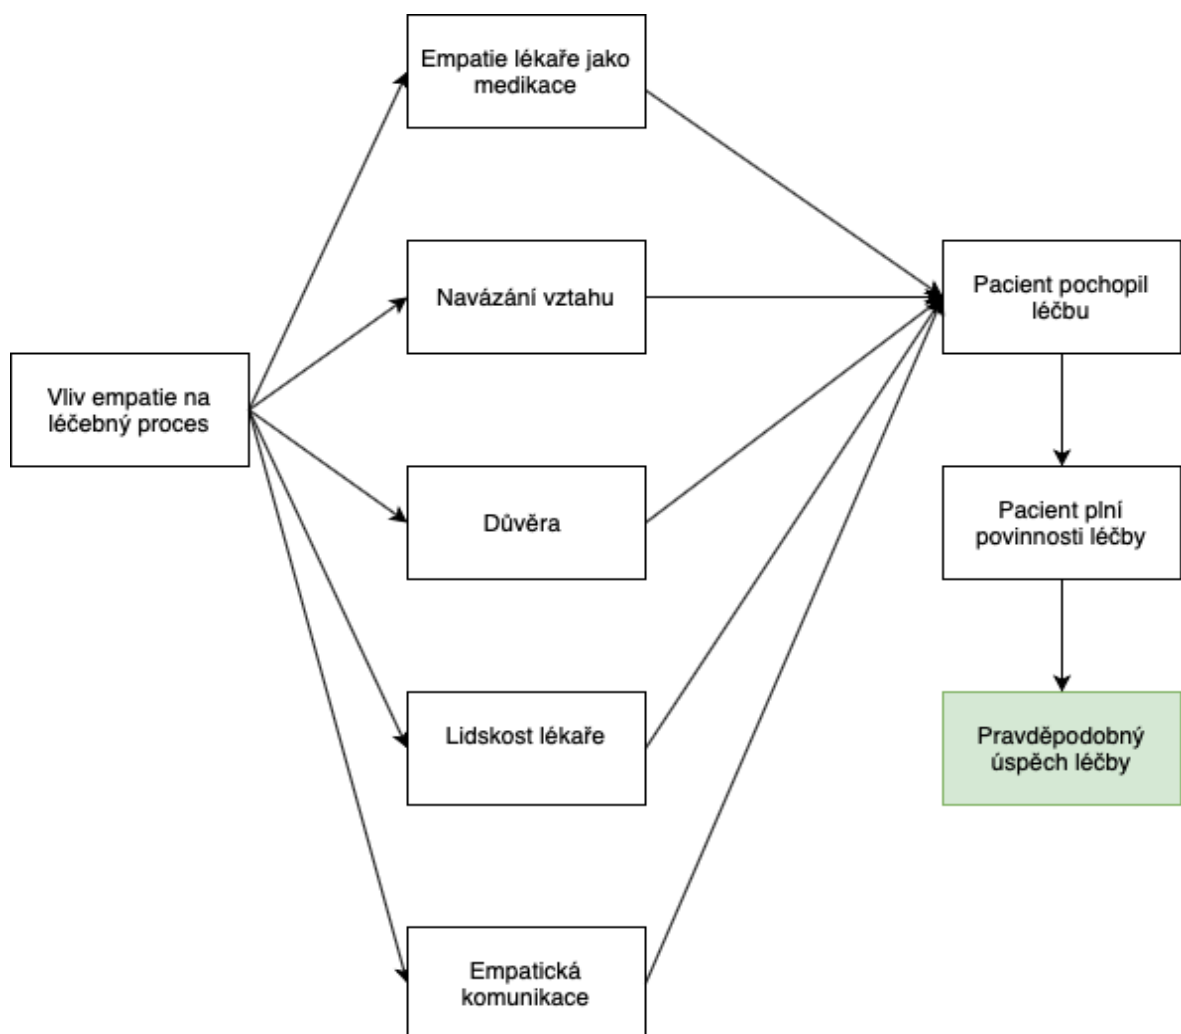 Empatie lékaře jako
medikace
Navázání vztahu
Pacient pochopil
léčbu
Vliv empatie na
léčebný proces
Důvěra
Pacient plní
povinnosti léčby
Lidskost lékaře
Pravděpodobný
úspěch léčby
Empatická
komunikace